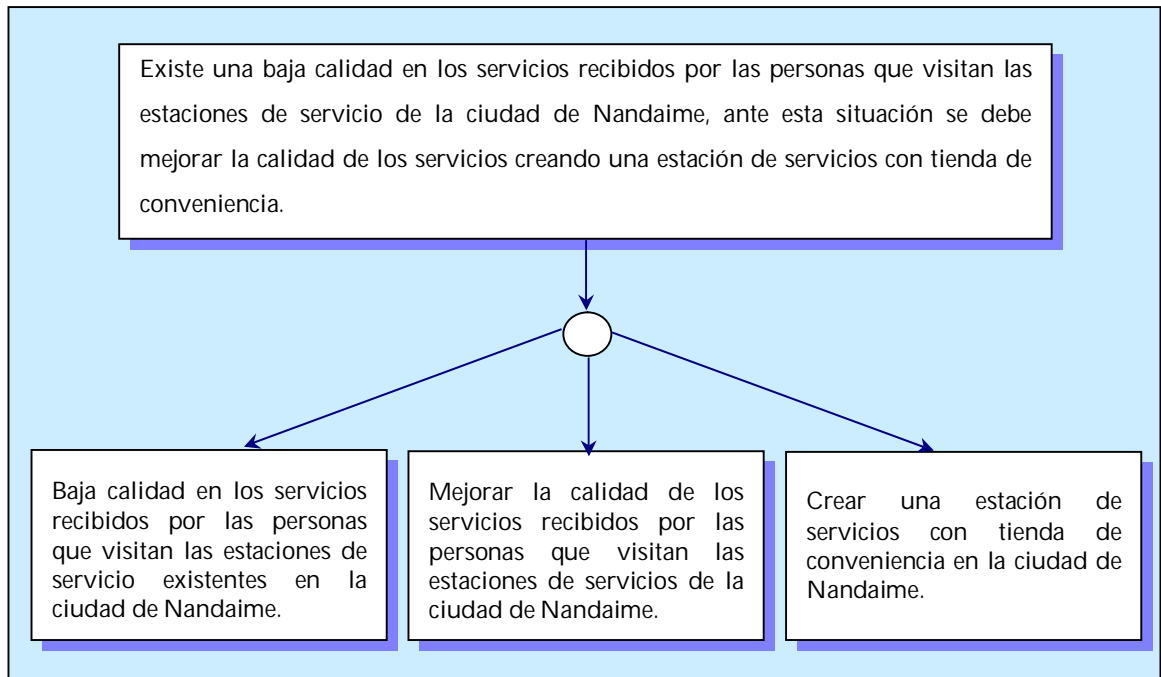 Existe una baja calidad en los servicios recibidos por las personas que visitan las
estaciones de servicio de la ciudad de Nandaime, ante esta situación se debe
mejorar la calidad de los servicios creando una estación de servicios con tienda de
conveniencia.
Baja calidad en los servicios
recibidos por las personas
que visitan las estaciones de
servicio existentes en la
ciudad de Nandaime.
Mejorar la calidad de los
servicios recibidos por las
personas que visitan las
estaciones de servicios de la
ciudad de Nandaime.
Crear una estación de
servicios con tienda de
conveniencia en la ciudad de
Nandaime.